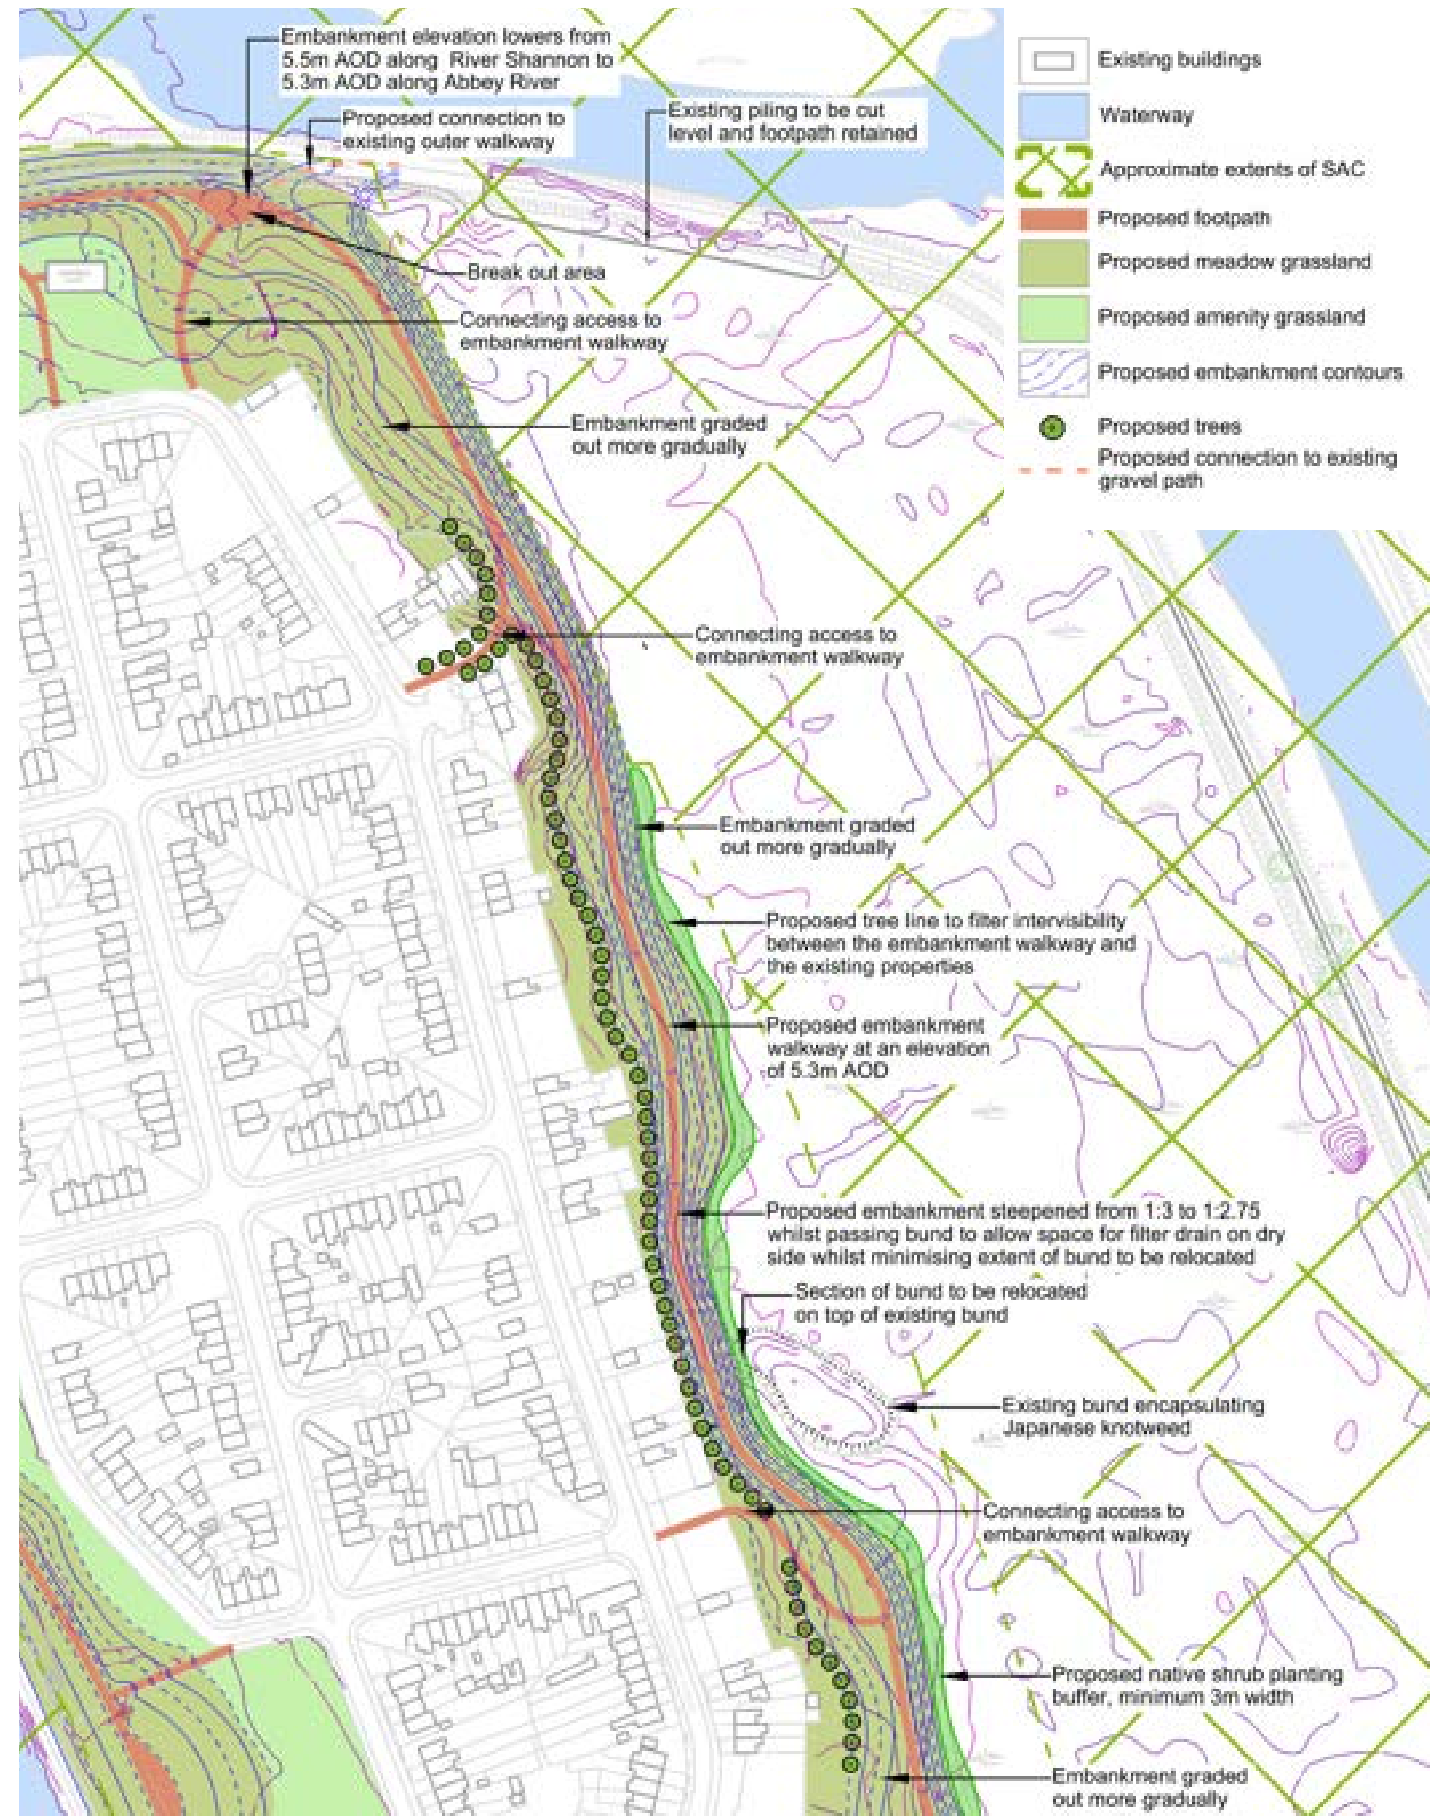 Embankment elevation lowers from
5.5m AOD along River Shannon to
5.3m AOD along Abbey River
Proposed connection to
existing outer walkway
Existing piling to be cut
level and footpath retained
Break out area
Connecting access to
embankment walkway
Embankment graded
out more gradually
Connecting access to
embankment walkway
Embankment graded
out more gradually
Proposed tree line to filter intervisibility
between the embankment walkway and
the existing properties
Proposed embankment
walkway at an elevation
of 5.3m AOD
Proposed embankment steepened from 1:3 to 1:2.75
whilst passing bund to allow space for filter drain on dry
side whilst minimising extent of bund to be relocated
Section of bund to be relocated
on top of existing bund
Existing bund encapsulating
Japanese knotweed
Connecting access to
embankment walkway
Proposed native shrub planting
buffer, minimum 3m width
Embankment graded
out more gradually
Existing buildings
Waterway
Approximate extents of SAC
Proposed footpath
Proposed meadow grassland
Proposed amenity grassland
Proposed embankment contours
Proposed trees
Proposed connection to existing
gravel path